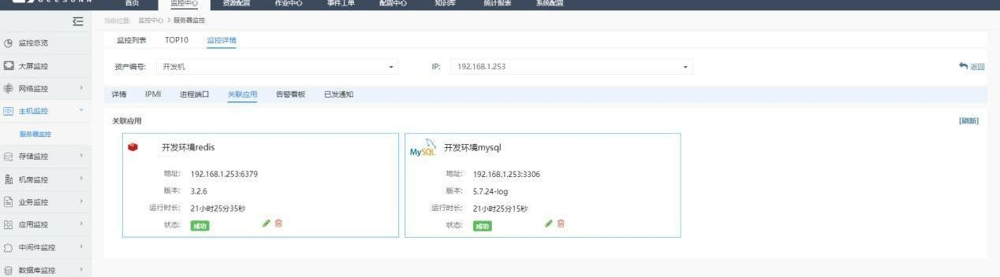 首页 监控中心 资源配置 作业中心 事件工单 配置中心 知识库 统计报表 系统配置
当前位置: 监控中心 > 服务器监控
监控总览
大屏监控
网络监控
主机监控
服务器监控
存储监控
机房监控
业务监控
应用监控
中间件监控
数据库监控
监控列表 TOP10 监控详情
资产编号: 开发机 IP: 192.168.1.253 返回
详情 IPMI 进程端口 关联应用 告警看板 已发通知
关联应用 [刷新]
开发环境redis
地址: 192.168.1.253:6379
版本: 3.2.6
运行时长: 21小时25分35秒
状态: 成功
MySQL 开发环境mysql
地址: 192.168.1.253:3306
版本: 5.7.24-log
运行时长: 21小时25分15秒
状态: 成功